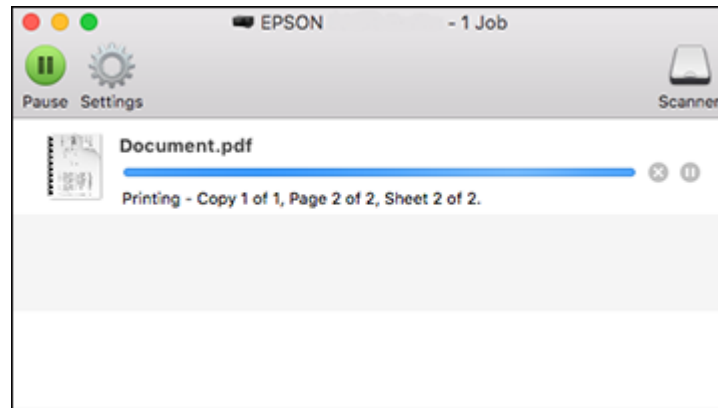 EPSON - 1 Job
Pause Settings Scanner
Document.pdf
Printing - Copy 1 of 1, Page 2 of 2, Sheet 2 of 2.